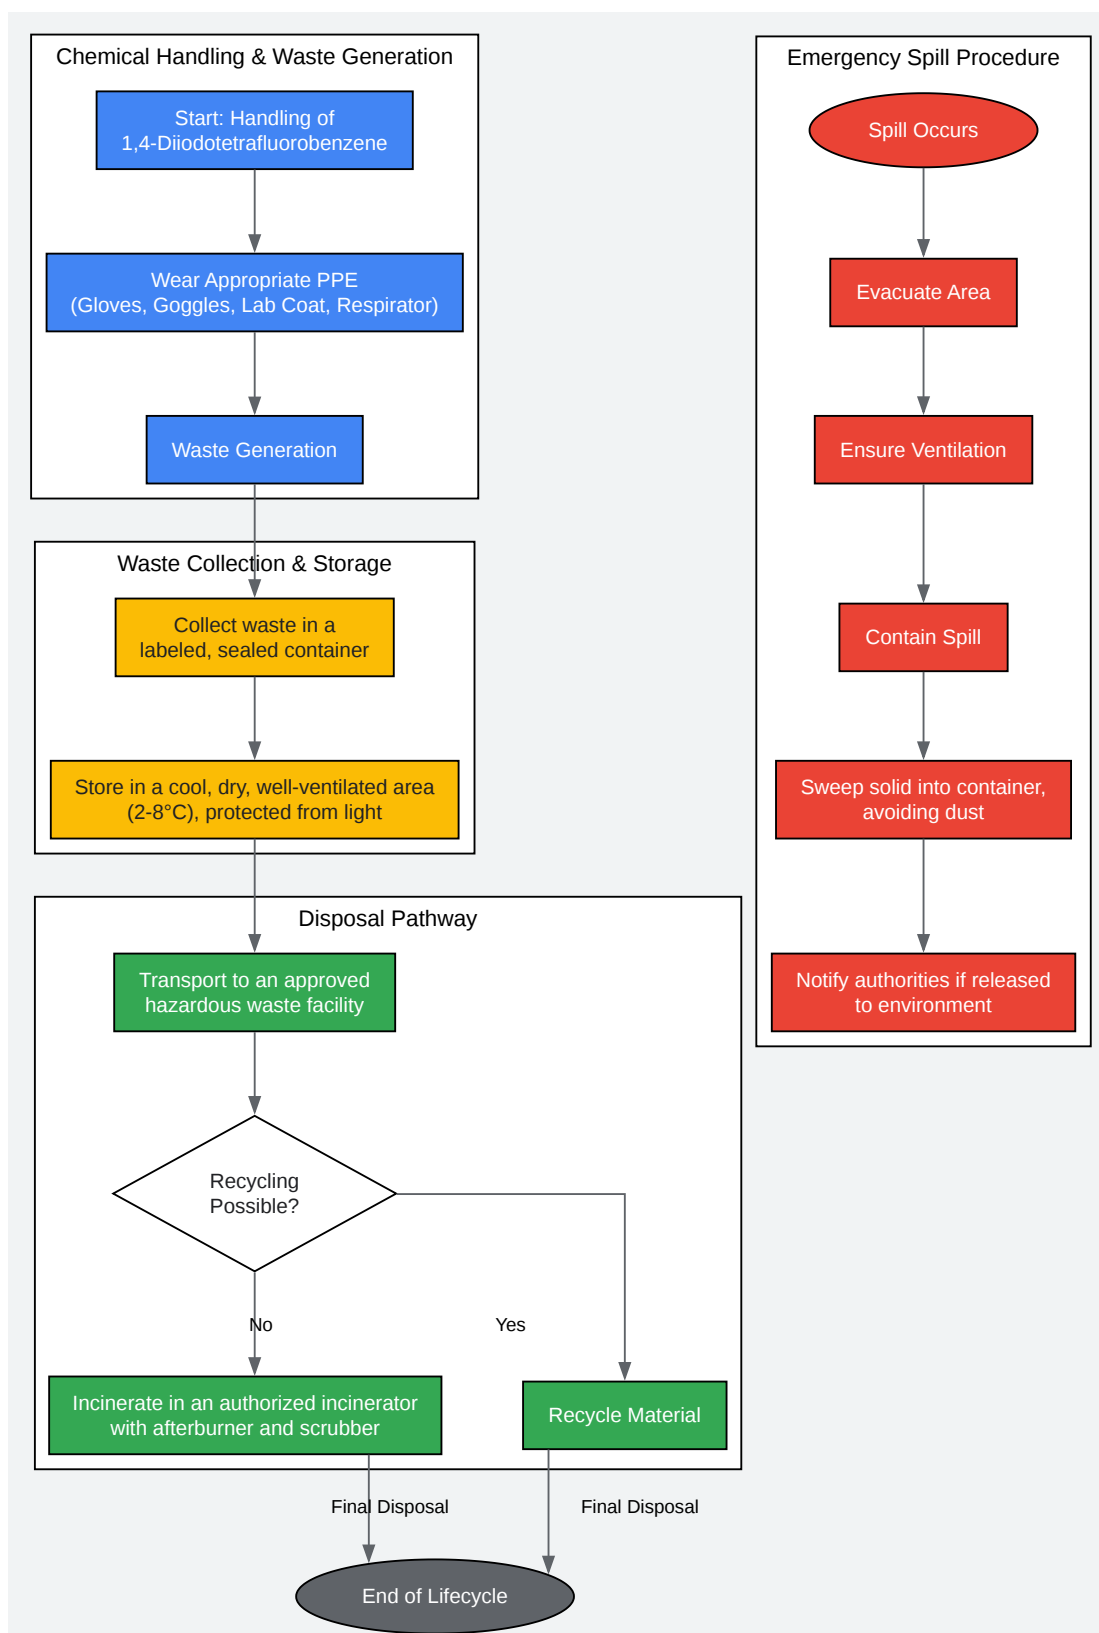 Chemical Handling & Waste Generation
Start: Handling of
1,4-Diiodotetrafluorobenzene
Wear Appropriate PPE
(Gloves, Goggles, Lab Coat, Respirator)
Waste Generation
Waste Collection & Storage
Collect waste in a
labeled, sealed container
Store in a cool, dry, well-ventilated area
(2-8°C), protected from light
Disposal Pathway
Transport to an approved
hazardous waste facility
Recycling
Possible?
No
Yes
Incinerate in an authorized incinerator
with afterburner and scrubber
Recycle Material
Final Disposal
Final Disposal
End of Lifecycle
Emergency Spill Procedure
Spill Occurs
Evacuate Area
Ensure Ventilation
Contain Spill
Sweep solid into container,
avoiding dust
Notify authorities if released
to environment